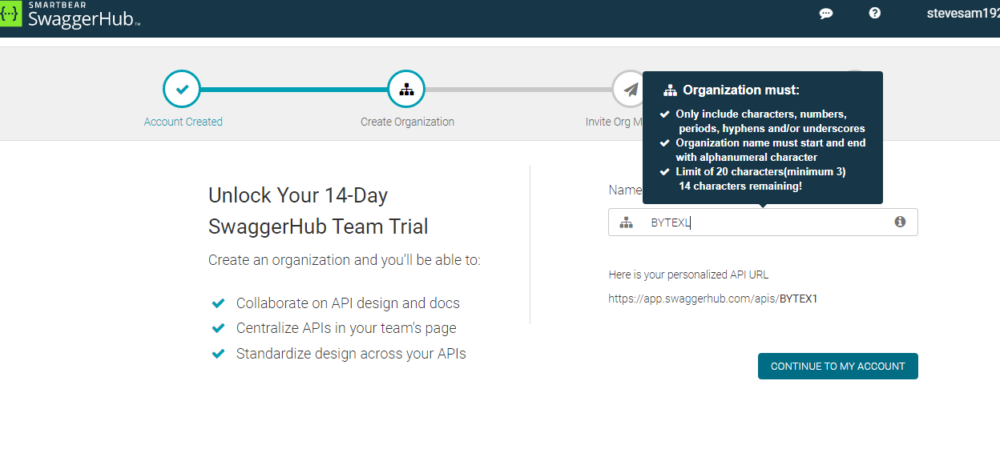 SMARTBEAR
SwaggerHub™
stevesam192
Account Created
Create Organization
Invite Org M
Organization must:
Only include characters, numbers,
periods, hyphens and/or underscores
Organization name must start and end
with alphanumeral character
Limit of 20 characters(minimum 3)
14 characters remaining!
Unlock Your 14-Day
SwaggerHub Team Trial
Create an organization and you'll be able to:
Collaborate on API design and docs
Centralize APIs in your team's page
Standardize design across your APIs
Name
BYTEXL
Here is your personalized API URL
https://app.swaggerhub.com/apis/BYTEX1
CONTINUE TO MY ACCOUNT